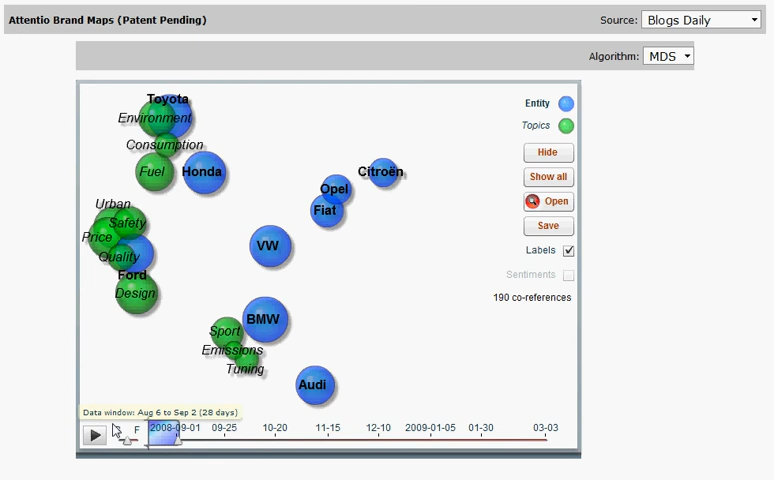 Attentio Brand Maps (Patent Pending)
Source: Blogs Daily
Algorithm: MDS
Toyota
Environment
Consumption
Fuel
Honda
Citroën
Opel
Fiat
Urban
Safety
Price
Quality
Ford
Design
VW
BMW
Sport
Emissions
Tuning
Audi
Entity
Topics
Hide
Show all
Open
Save
Labels
Sentiments
190 co-references
Data window: Aug 6 to Sep 2 (28 days)
F
2008-09-01 09-25 10-20 11-15 12-10 2009-01-05 01-30 03-03